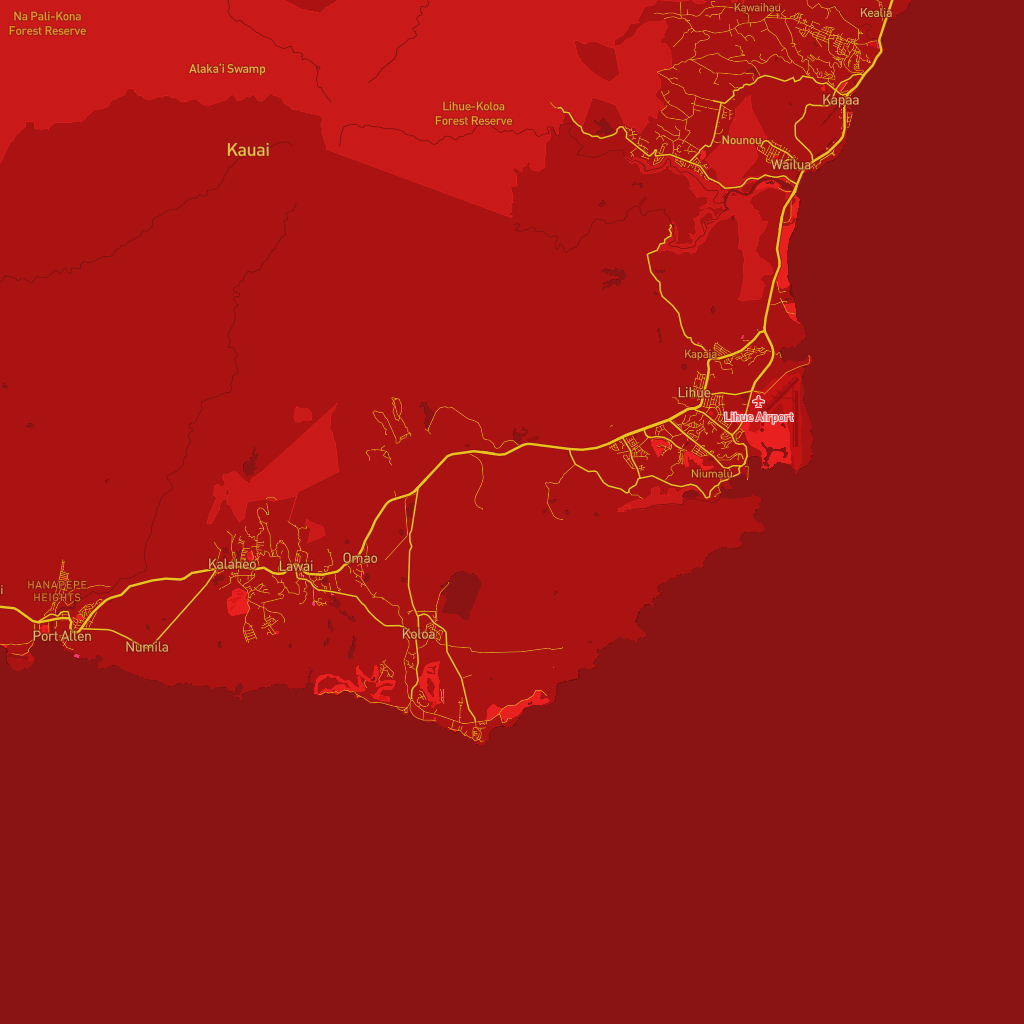 Na Pali-Kona
Forest Reserve
Kawaihau
Kealia
Alaka'i Swamp
Lihue-Koloa
Forest Reserve
Kapaa
Kauai
Nounou
Wailua
Kapaia
Lihue
Lihue Airport
Niumalu
Omao
Kalaheo
Lawai
HANAPEPE
HEIGHTS
i
Port Allen
Koloa
Numila